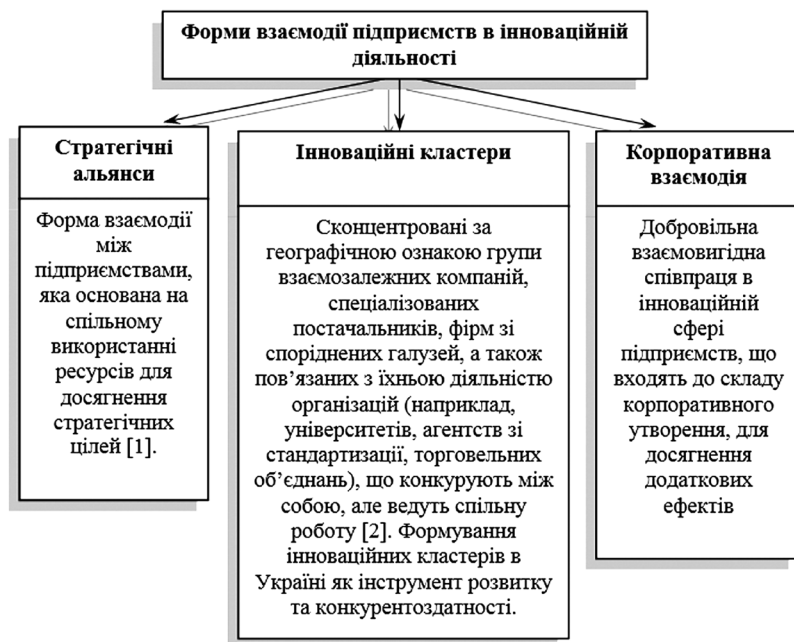 Форми взаємодії підприємств в інноваційній
діяльності
Стратегічні
альянси
Форма взаємодії
між
підприємствами,
яка основана на
спільному
використанні
ресурсів для
досягнення
стратегічних
цілей [1].
Інноваційні кластери
Сконцентровані за
географічною ознакою групи
взаємозалежних компаній,
спеціалізованих
постачальників, фірм зі
споріднених галузей, а також
пов’язаних з їхньою діяльністю
організацій (наприклад,
університетів, агентств зі
стандартизації, торговельних
об’єднань), що конкурують між
собою, але ведуть спільну
роботу [2]. Формування
інноваційних кластерів в
Україні як інструмент розвитку
та конкурентоздатності.
Корпоративна
взаємодія
Добровільна
взаємовигідна
співпраця в
інноваційній
сфері
підприємств, що
входять до складу
корпоративного
утворення, для
досягнення
додаткових
ефектів